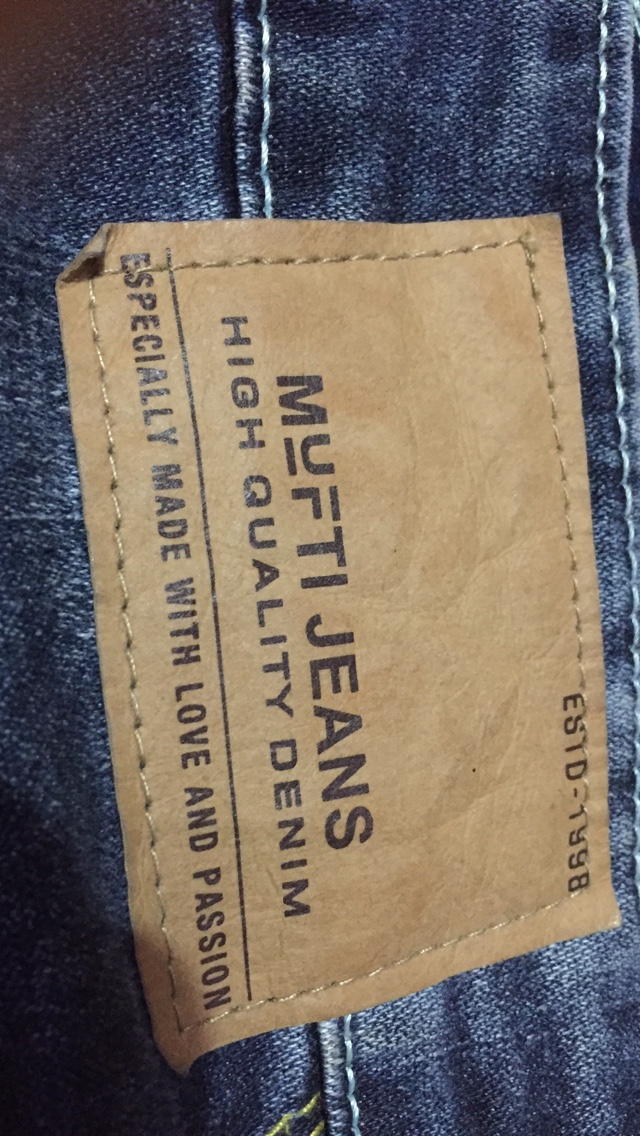 ESTD-1998
MUFTI JEANS
HIGH QUALITY DENIM
ESPECIALLY MADE WITH LOVE AND PASSION